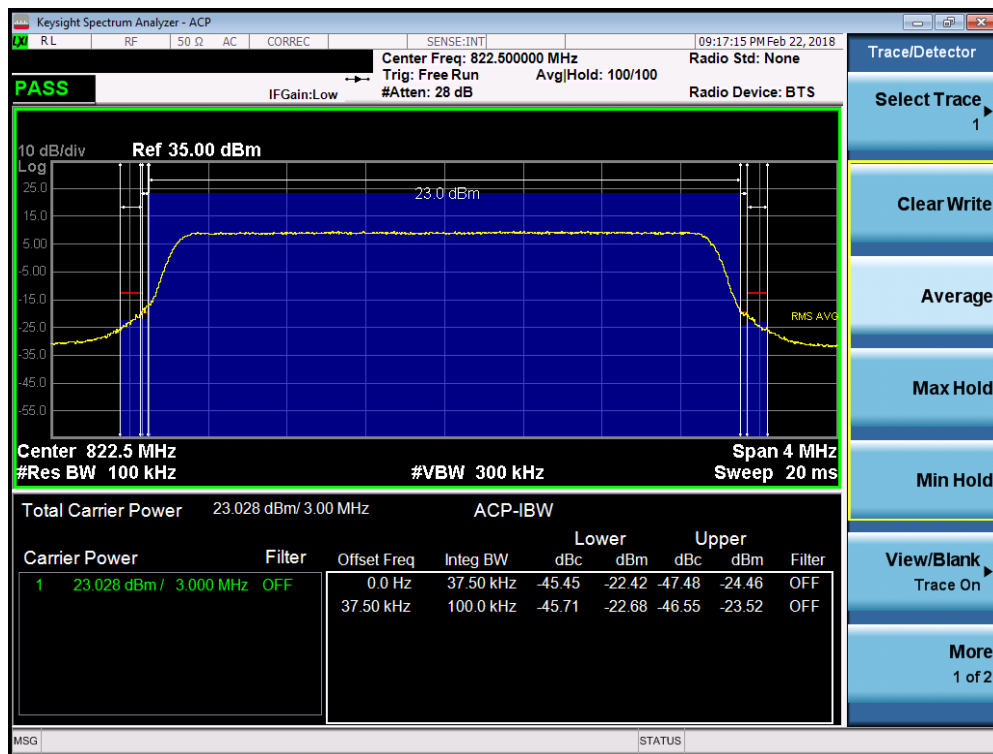 Keysight Spectrum Analyzer - ACP
LXI RL RF 50 Ω AC CORREC SENSE:INT 09:17:15 PM Feb 22, 2018
Center Freq: 822.500000 MHz Radio Std: None
Trig: Free Run Avg|Hold: 100/100
PASS IFGain:Low #Atten: 28 dB Radio Device: BTS
10 dB/div Ref 35.00 dBm
Log
25.0 23.0 dBm
15.0
5.00
-5.00
-15.0
RMS AVG
-25.0
-35.0
-45.0
-55.0
Center 822.5 MHz Span 4 MHz
#Res BW 100 kHz #VBW 300 kHz Sweep 20 ms
Total Carrier Power 23.028 dBm/ 3.00 MHz ACP-IBW
Lower Upper
Carrier Power Filter Offset Freq Integ BW dBc dBm dBc dBm Filter
1 23.028 dBm / 3.000 MHz OFF 0.0 Hz 37.50 kHz -45.45 -22.42 -47.48 -24.46 OFF
37.50 kHz 100.0 kHz -45.71 -22.68 -46.55 -23.52 OFF
MSG STATUS
Trace/Detector
Select Trace
1
Clear Write
Average
Max Hold
Min Hold
View/Blank
Trace On
More
1 of 2